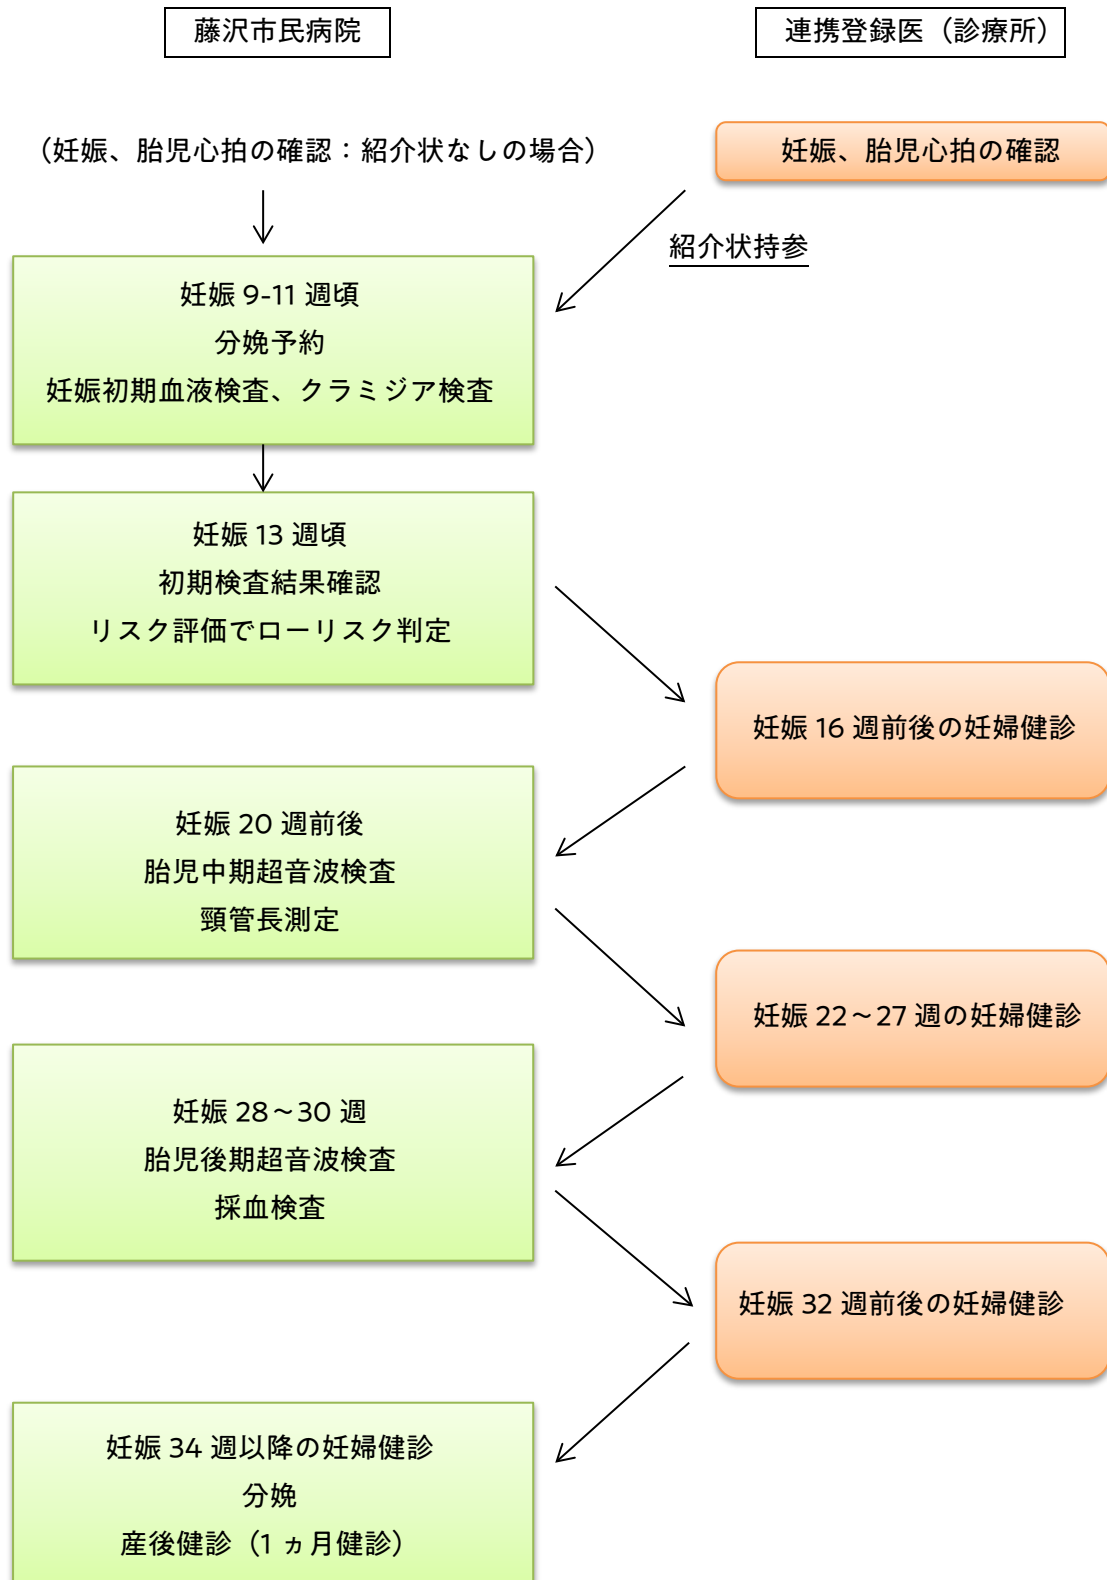 藤沢市民病院
連携登録医（診療所）
（妊娠、胎児心拍の確認：紹介状なしの場合）
妊娠、胎児心拍の確認
紹介状持参
妊娠 9-11 週頃
分娩予約
妊娠初期血液検査、クラミジア検査
妊娠 13 週頃
初期検査結果確認
リスク評価でローリスク判定
妊娠 16 週前後の妊婦健診
妊娠 20 週前後
胎児中期超音波検査
頸管長測定
妊娠 22～27 週の妊婦健診
妊娠 28～30 週
胎児後期超音波検査
採血検査
妊娠 32 週前後の妊婦健診
妊娠 34 週以降の妊婦健診
分娩
産後健診（1 ヵ月健診）